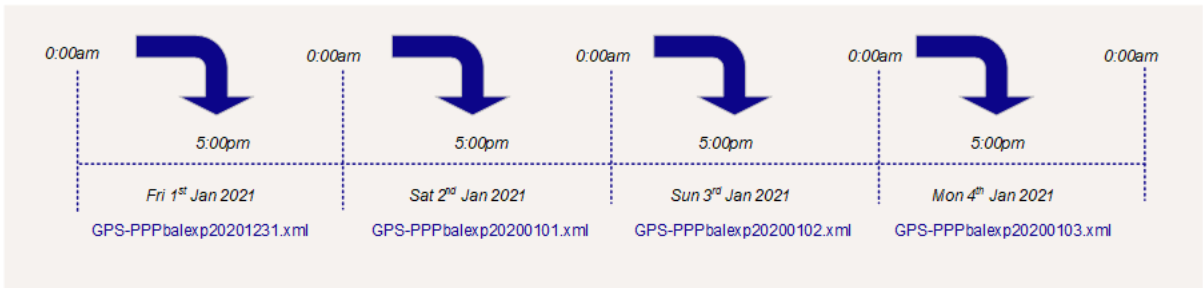 0:00am 0:00am 0:00am 0:00am 0:00am
5:00pm 5:00pm 5:00pm 5:00pm
Fri 1st Jan 2021 Sat 2nd Jan 2021 Sun 3rd Jan 2021 Mon 4th Jan 2021
GPS-PPPbalexp20201231.xml GPS-PPPbalexp20200101.xml GPS-PPPbalexp20200102.xml GPS-PPPbalexp20200103.xml